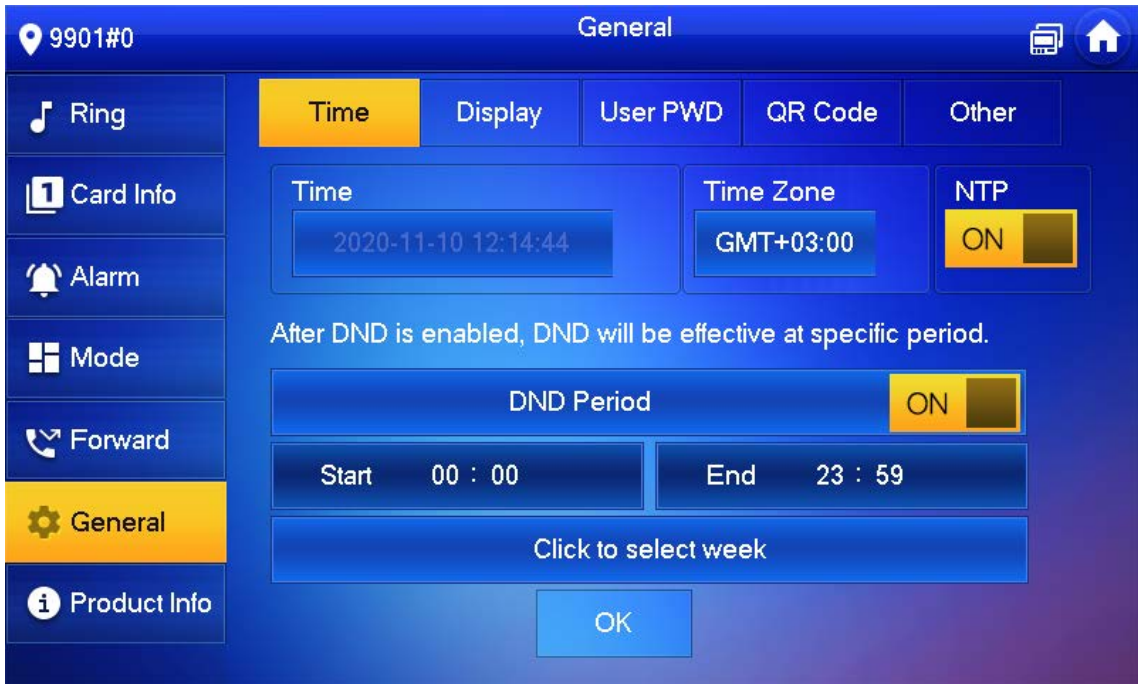 9901#0
General
Ring
Card Info
Alarm
Mode
Forward
General
Product Info
Time Display User PWD QR Code Other
Time Time Zone NTP
2020-11-10 12:14:44 GMT+03:00 ON
After DND is enabled, DND will be effective at specific period.
DND Period ON
Start 00 : 00 End 23 : 59
Click to select week
OK